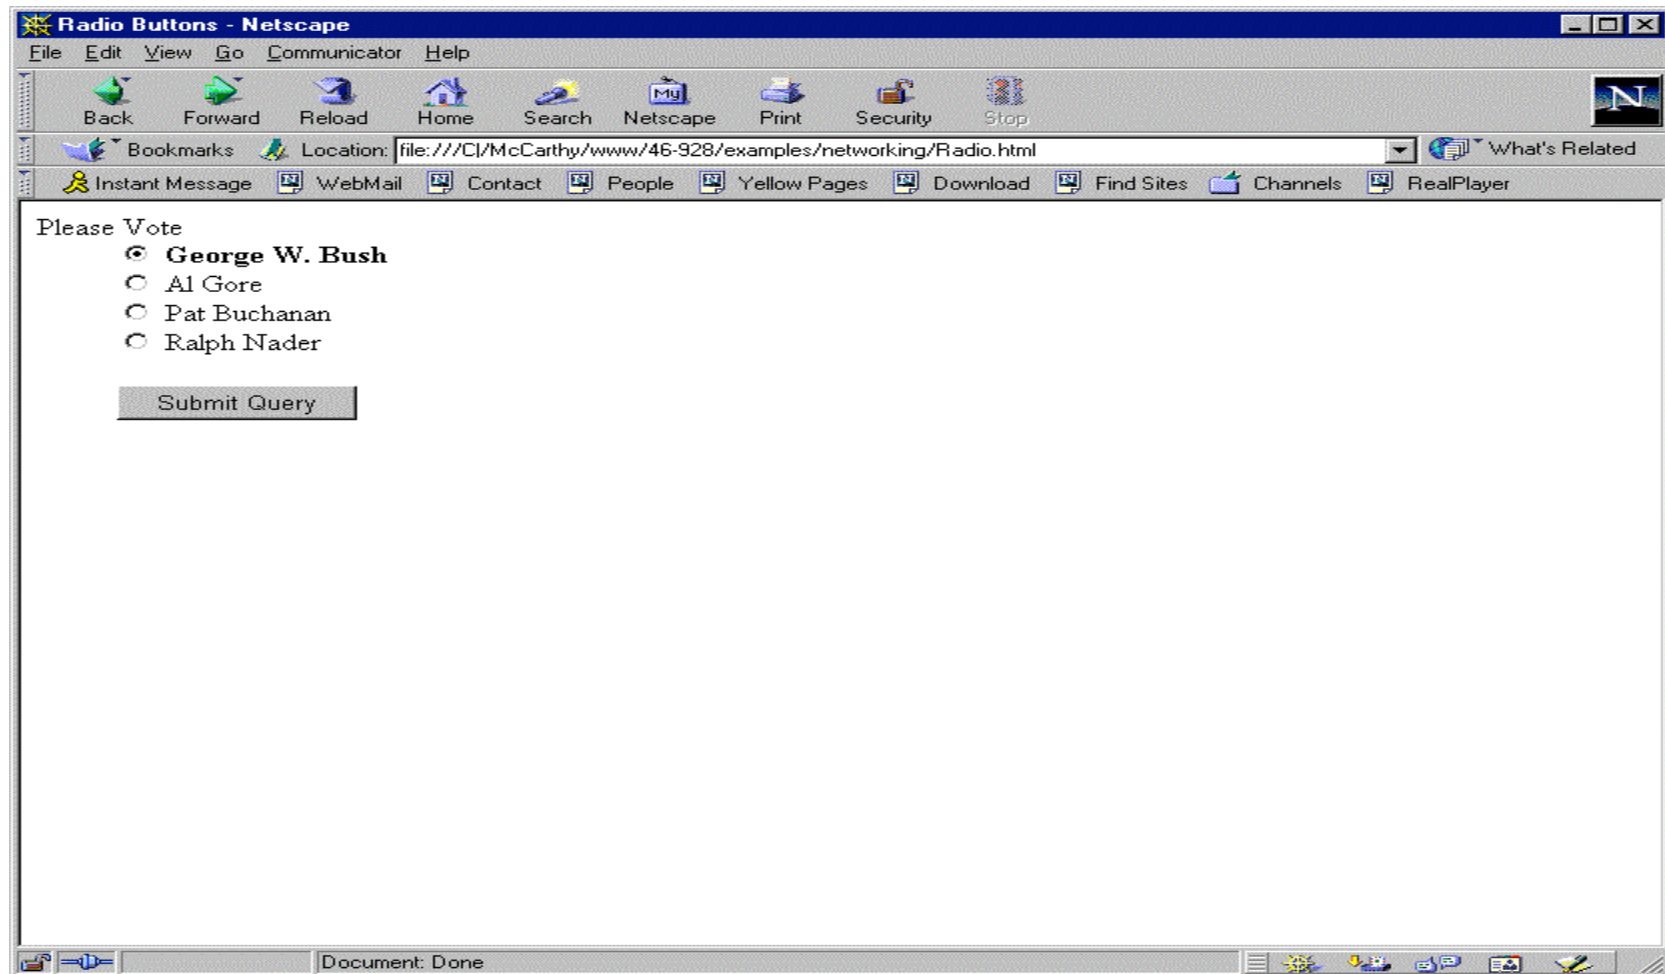 Radio Buttons - Netscape
File Edit View Go Communicator Help
My N
Back Forward Reload Home Search Netscape Print Security Stop
Bookmarks Location: file:///C|/McCarthy/www/46-928/examples/networking/Radio.html What's Related
Instant Message WebMail Contact People Yellow Pages Download Find Sites Channels RealPlayer
Please Vote
George W. Bush
Al Gore
Pat Buchanan
Ralph Nader
Submit Query
Document: Done